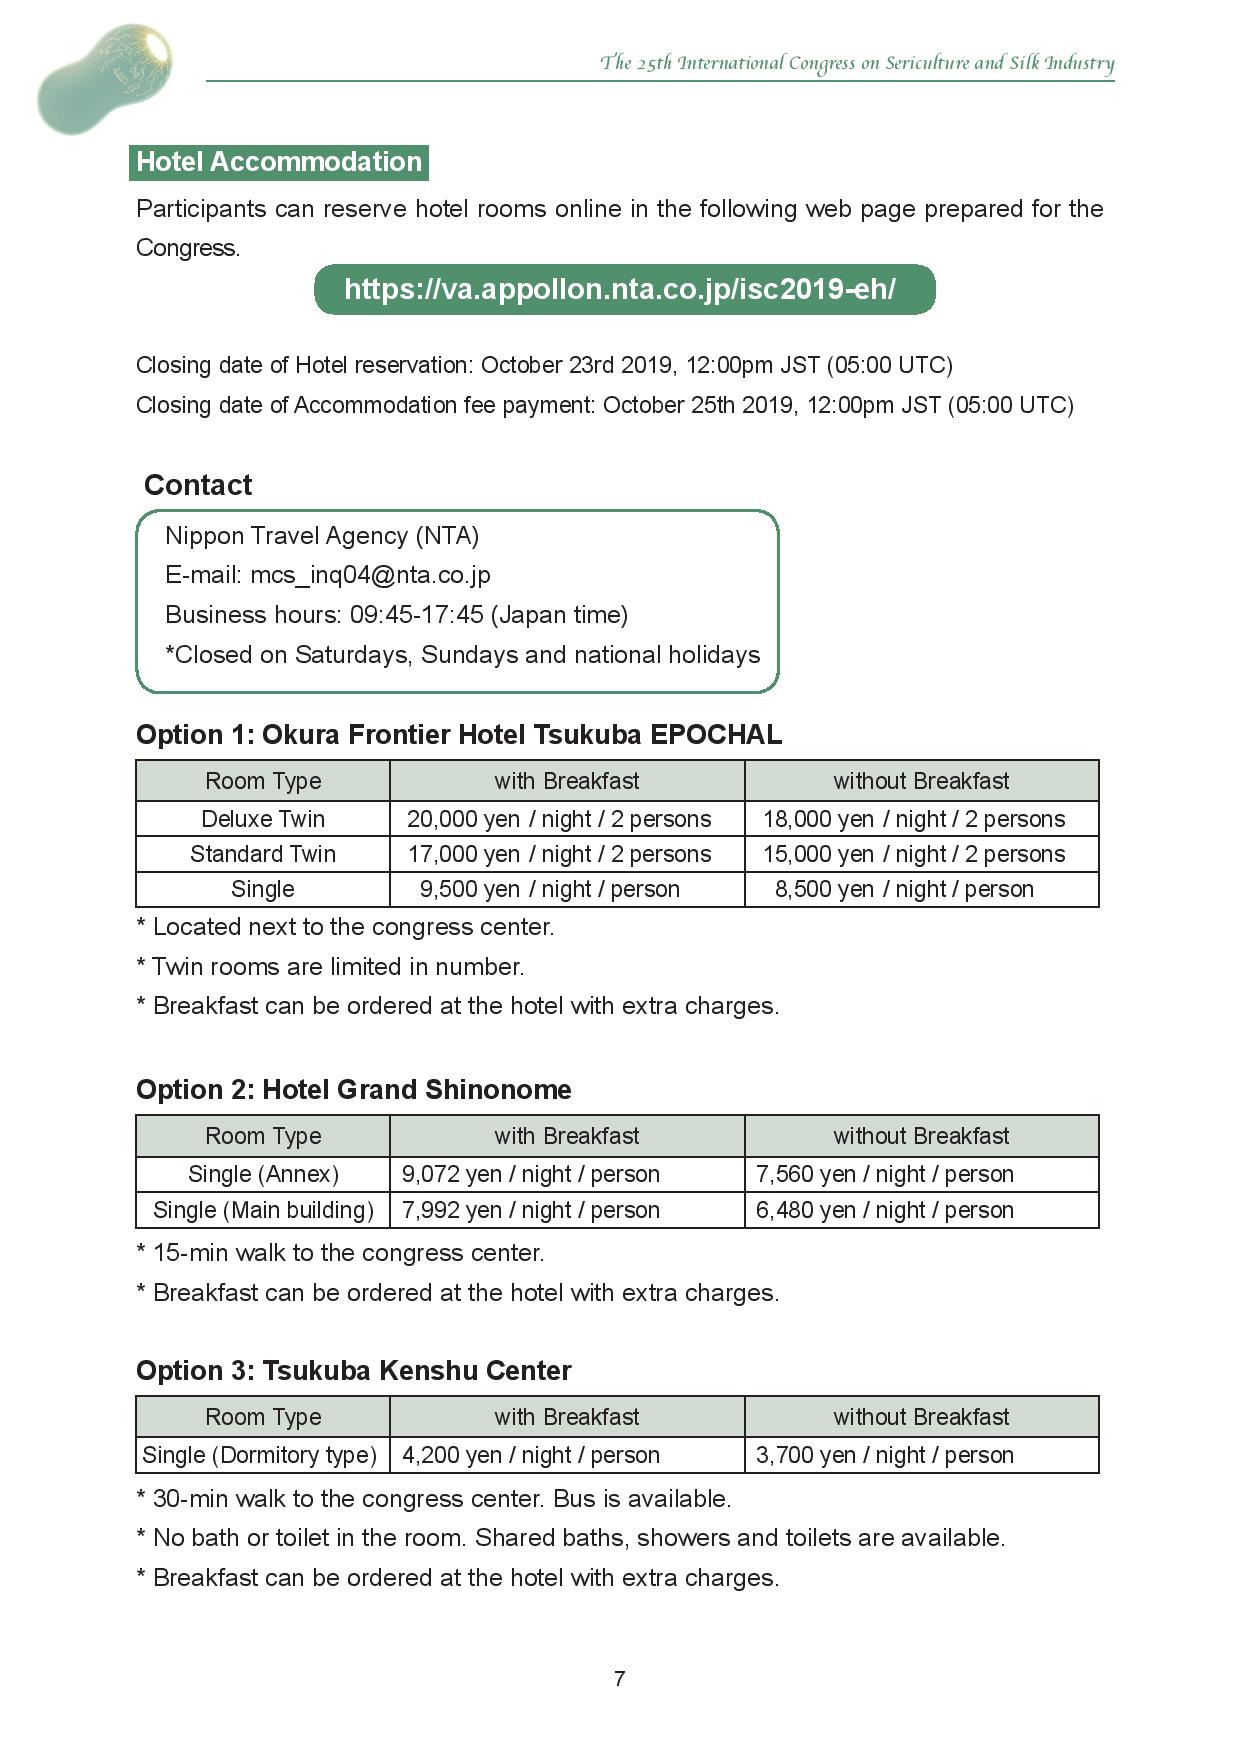 The 25th International Congress on Sericulture and Silk Industry
Hotel Accommodation
Participants can reserve hotel rooms online in the following web page prepared for the
Congress.
https://va.appollon.nta.co.jp/isc2019-eh/
Closing date of Hotel reservation: October 23rd 2019, 12:00pm JST (05:00 UTC)
Closing date of Accommodation fee payment: October 25th 2019, 12:00pm JST (05:00 UTC)
Contact
Nippon Travel Agency (NTA)
E-mail: mcs_inq04@nta.co.jp
Business hours: 09:45-17:45 (Japan time)
*Closed on Saturdays, Sundays and national holidays
Option 1: Okura Frontier Hotel Tsukuba EPOCHAL
Room Type with Breakfast without Breakfast
Deluxe Twin 20,000 yen / night / 2 persons 18,000 yen / night / 2 persons
Standard Twin 17,000 yen / night / 2 persons 15,000 yen / night / 2 persons
Single 9,500 yen / night / person 8,500 yen / night / person
* Located next to the congress center.
* Twin rooms are limited in number.
* Breakfast can be ordered at the hotel with extra charges.
Option 2: Hotel Grand Shinonome
Room Type with Breakfast without Breakfast
Single (Annex) 9,072 yen / night / person 7,560 yen / night / person
Single (Main building) 7,992 yen / night / person 6,480 yen / night / person
* 15-min walk to the congress center.
* Breakfast can be ordered at the hotel with extra charges.
Option 3: Tsukuba Kenshu Center
Room Type with Breakfast without Breakfast
Single (Dormitory type) 4,200 yen / night / person 3,700 yen / night / person
* 30-min walk to the congress center. Bus is available.
* No bath or toilet in the room. Shared baths, showers and toilets are available.
* Breakfast can be ordered at the hotel with extra charges.
7